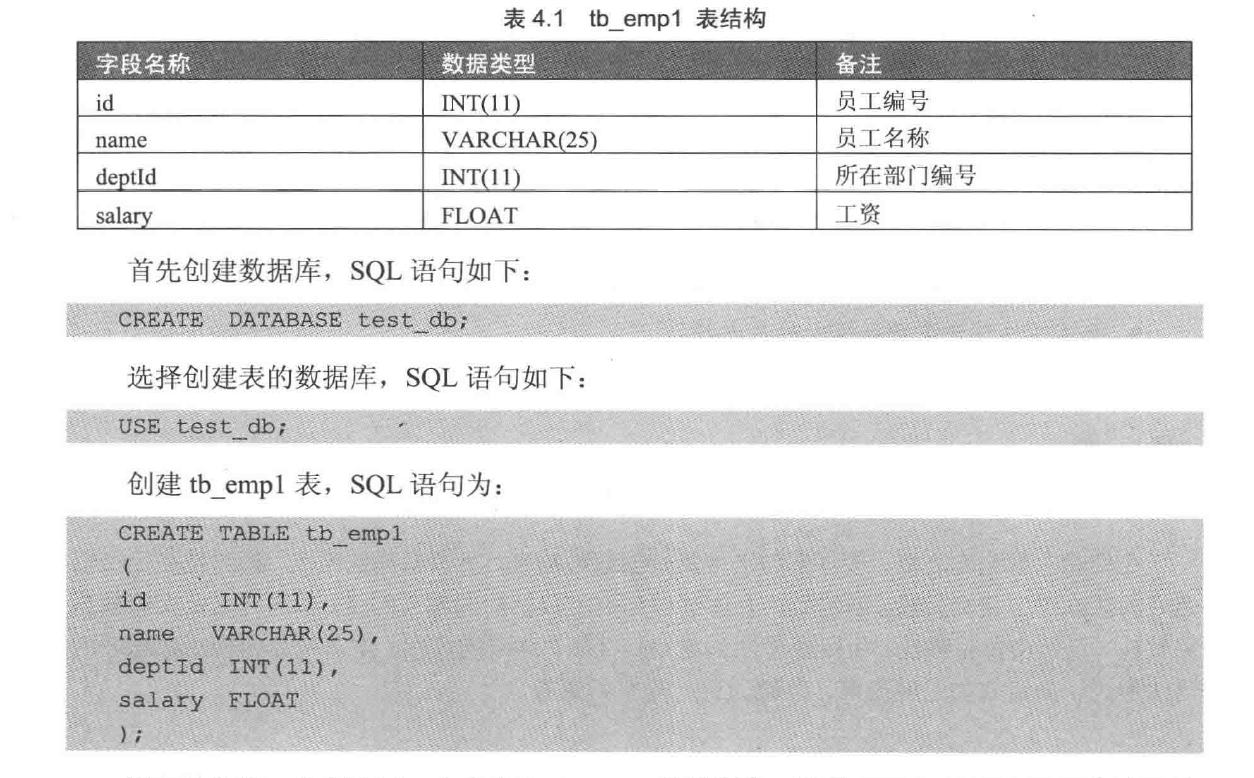 表 4.1 tb_emp1 表结构
字段名称 数据类型 备注
id INT(11) 员工编号
name VARCHAR(25) 员工名称
deptId INT(11) 所在部门编号
salary FLOAT 工资
首先创建数据库，SQL 语句如下：
CREATE DATABASE test_db;
选择创建表的数据库，SQL 语句如下：
USE test_db;
创建 tb_emp1 表，SQL 语句为：
CREATE TABLE tb_emp1
(
id INT(11),
name VARCHAR(25),
deptId INT(11),
salary FLOAT
);